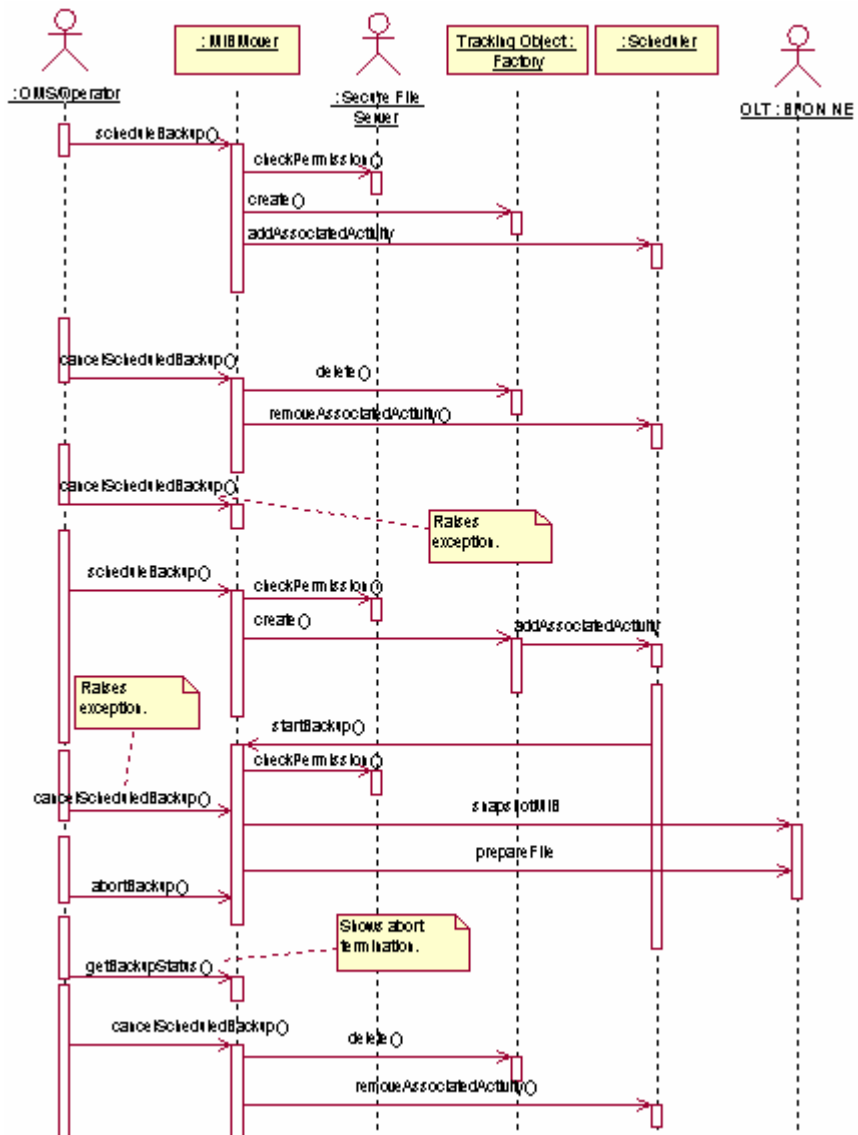 : MIBMover
Tracking Object :
Factory
: Scheduler
: OMS/Operator
: Secure File
Server
OLT : BPON NE
scheduleBackup()
checkPermission()
create()
addAssociatedActivity
cancelScheduledBackup()
delete()
removeAssociatedActivity()
cancelScheduledBackup()
Raises
exception.
scheduleBackup()
checkPermission()
create()
addAssociatedActivity
Raises
exception.
startBackup()
checkPermission()
cancelScheduledBackup()
snapshotMIB
prepareFile
abortBackup()
Shows abort
termination.
getBackupStatus()
cancelScheduledBackup()
delete()
removeAssociatedActivity()